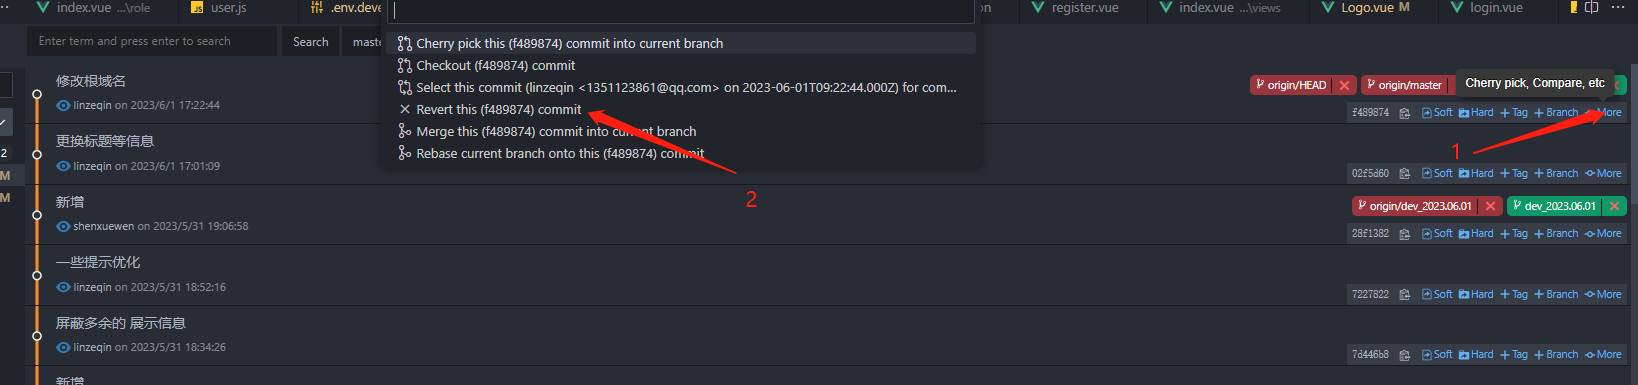 index.vue ...\role
user.js
.env.deve
on
register.vue
index.vue ...\views
Logo.vue M
login.vue
Enter term and press enter to search
Search
maste
Cherry pick this (f489874) commit into current branch
Checkout (f489874) commit
Select this commit (linzeqin <1351123861@qq.com> on 2023-06-01T09:22:44.000Z) for com...
Revert this (f489874) commit
Merge this (f489874) commit into current branch
Rebase current branch onto this (f489874) commit
1
2
2
M
M
修改根域名
linzeqin on 2023/6/1 17:22:44
origin/HEAD
origin/master
Cherry pick, Compare, etc
f489874 Soft Hard Tag Branch More
更换标题等信息
linzeqin on 2023/6/1 17:01:09
02f5d60 Soft Hard Tag Branch More
新增
shenxuewen on 2023/5/31 19:06:58
origin/dev_2023.06.01
dev_2023.06.01
28f1382 Soft Hard Tag Branch More
一些提示优化
linzeqin on 2023/5/31 18:52:16
7227822 Soft Hard Tag Branch More
屏蔽多余的 展示信息
linzeqin on 2023/5/31 18:34:26
7d446b8 Soft Hard Tag Branch More
新增